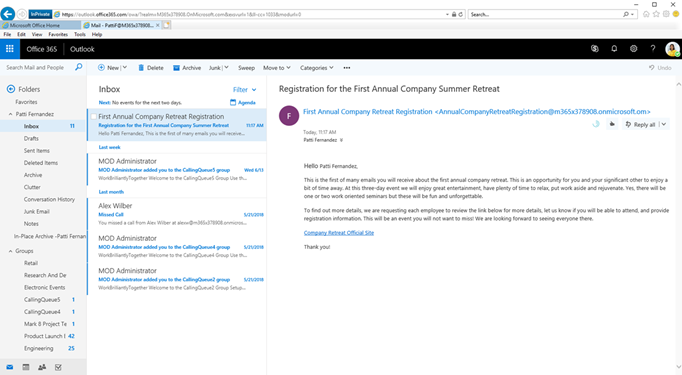 InPrivate
https://outlook.office365.com/owa/?realm=M365x378908.OnMicrosoft.com&exsvurl=1&ll-cc=1033&modurl=0
Search...
Microsoft Office Home
Mail - PattiF@M365x378908....
File Edit View Favorites Tools Help
Office 365
Outlook
Search Mail and People
New
Delete
Archive
Junk
Sweep
Move to
Categories
Undo
Folders
Favorites
Patti Fernandez
Inbox 11
Drafts
Sent Items
Deleted Items
Archive
Clutter
Conversation History
Junk Email
Notes
In-Place Archive -Patti Fernan
Groups
Retail
Research And De
Electronic Events
CallingQueue5 1
CallingQueue4 1
Mark 8 Project Te 1
Product Launch E 42
Engineering 25
Inbox
Filter
Next: No events for the next two days.
Agenda
First Annual Company Retreat Registration
Registration for the First Annual Company Summer Retreat 11:17 AM
Hello Patti Fernandez, This is the first of many emails you will receive...
Last week
MOD Administrator
MOD Administrator added you to the CallingQueue5 group Wed 6/13
WorkBrilliantlyTogether Welcome to the CallingQueue5 Group Use th...
Last month
Alex Wilber
Missed Call 5/21/2018
You missed a call from Alex Wilber at alexw@m365x378908.onmicros...
MOD Administrator
MOD Administrator added you to the CallingQueue4 group 5/21/2018
WorkBrilliantlyTogether Welcome to the CallingQueue4 Group Use th...
MOD Administrator
MOD Administrator added you to the CallingQueue2 group 5/21/2018
WorkBrilliantlyTogether Welcome to the CallingQueue2 Group Setup...
Registration for the First Annual Company Summer Retreat
F
First Annual Company Retreat Registration <AnnualCompanyRetreatRegistration@m365x378908.onmicrosoft.om>
Today, 11:17 AM
Patti Fernandez
Reply all
Hello Patti Fernandez,
This is the first of many emails you will receive about the first annual company retreat. This is an opportunity for you and your significant other to enjoy a
bit of time away. At this three-day event we will enjoy great entertainment, have plenty of time to relax, put work aside and rejuvenate. Yes, there will be
one or two work oriented seminars but these will be fun and unforgettable.
To find out more details, we are requesting each employee to review the link below for more details, let us know if you will be able to attend, and provide
registration information. This will be an event you will not want to miss! We are looking forward to seeing everyone there.
Company Retreat Official Site
Thank you!